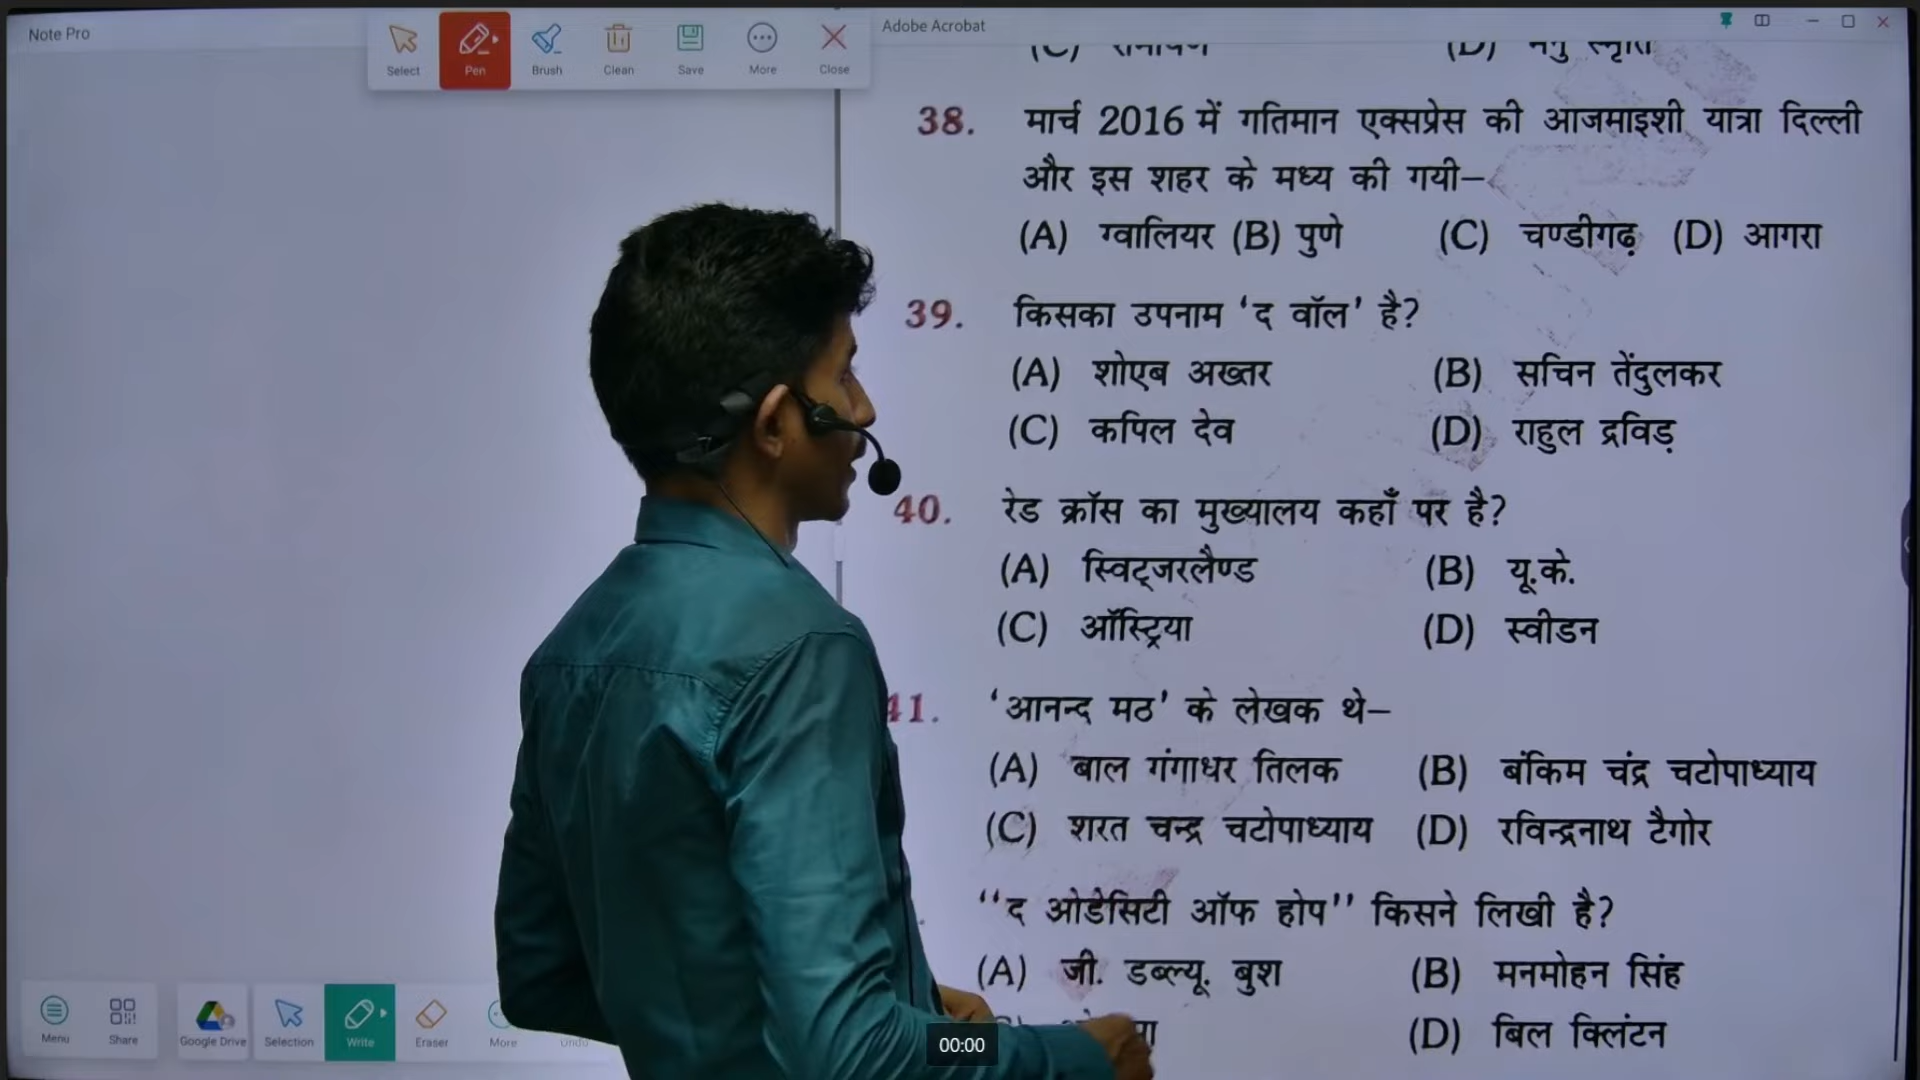 Note Pro
Select
Pen
Brush
Clean
Save
More
Close
Adobe Acrobat
38. मार्च 2016 में गतिमान एक्सप्रेस की आजमाइशी यात्रा दिल्ली
और इस शहर के मध्य की गयी–
(A) ग्वालियर (B) पुणे (C) चण्डीगढ़ (D) आगरा
39. किसका उपनाम ‘द वॉल’ है?
(A) शोएब अख्तर (B) सचिन तेंदुलकर
(C) कपिल देव (D) राहुल द्रविड़
40. रेड क्रॉस का मुख्यालय कहाँ पर है?
(A) स्विट्जरलैण्ड (B) यू.के.
(C) ऑस्ट्रिया (D) स्वीडन
41. ‘आनन्द मठ’ के लेखक थे–
(A) बाल गंगाधर तिलक (B) बंकिम चंद्र चटोपाध्याय
(C) शरत चन्द्र चटोपाध्याय (D) रविन्द्रनाथ टैगोर
‘‘द ओडेसिटी ऑफ होप’’ किसने लिखी है?
(A) जी. डब्ल्यू. बुश (B) मनमोहन सिंह
(D) बिल क्लिंटन
Menu
Share
Google Drive
Selection
Write
Eraser
More
Undo
00:00